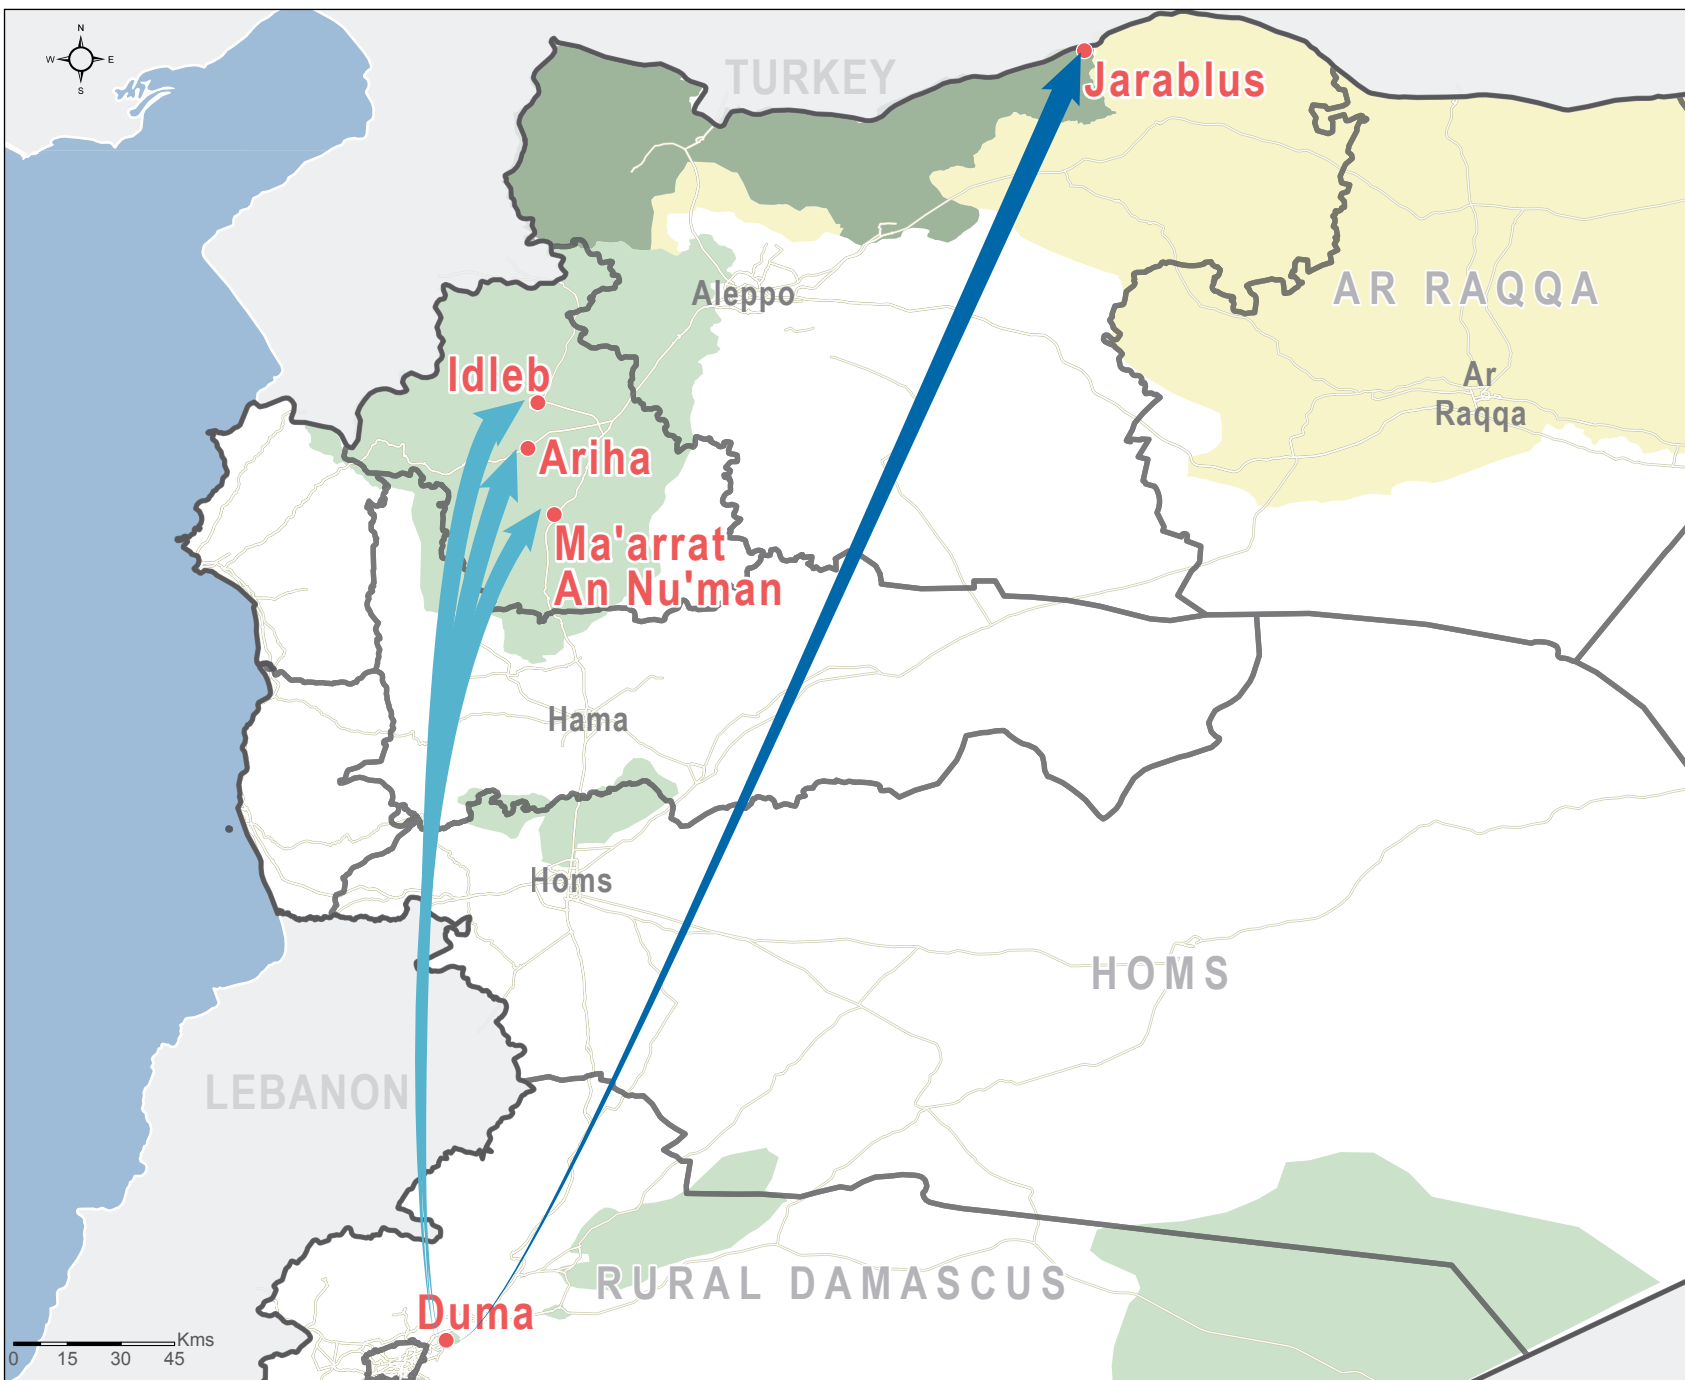 N
W E
S
TURKEY
Jarablus
AR RAQQA
Aleppo
Idleb
Ar
Raqqa
Ariha
Ma'arrat
An Nu'man
Hama
Homs
HOMS
LEBANON
RURAL DAMASCUS
Duma
Kms
0 15 30 45